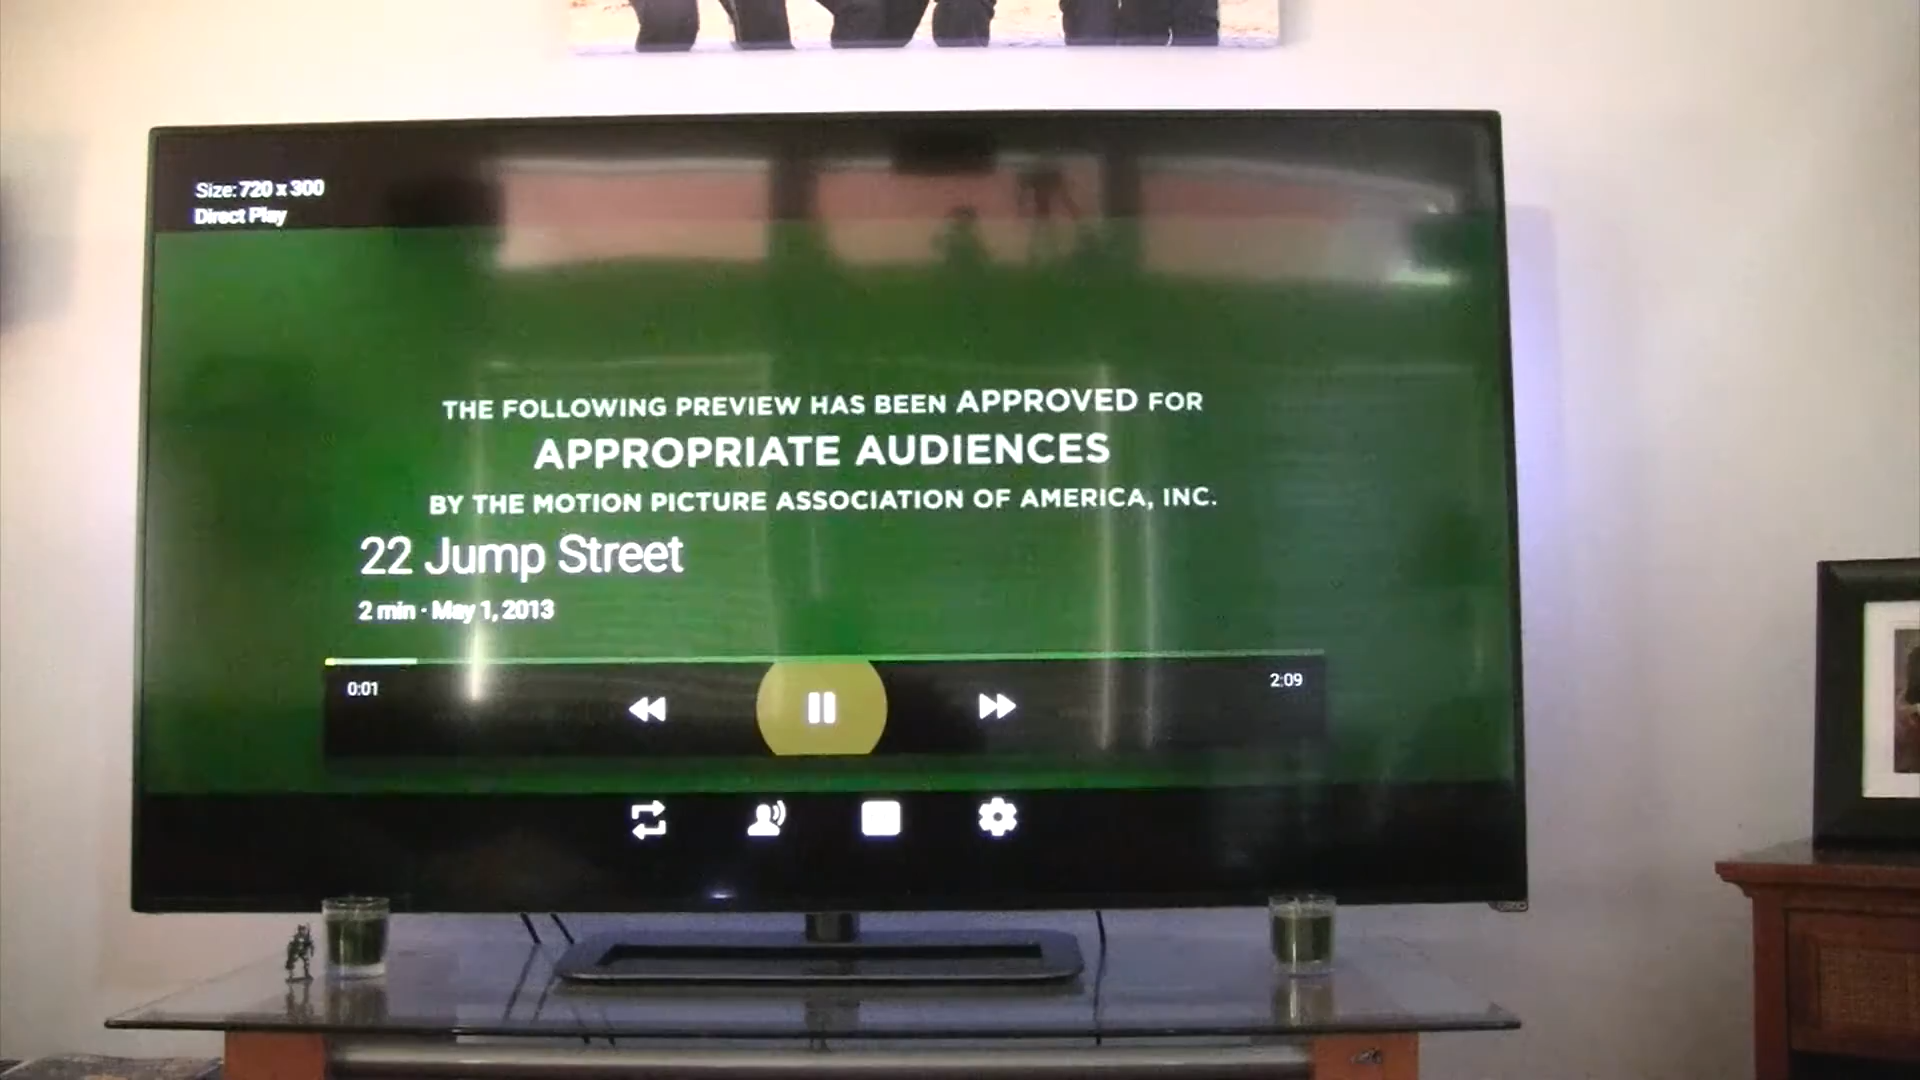 Size: 720 x 300
Direct Play
THE FOLLOWING PREVIEW HAS BEEN APPROVED FOR
APPROPRIATE AUDIENCES
BY THE MOTION PICTURE ASSOCIATION OF AMERICA, INC.
22 Jump Street
2 min · May 1, 2013
0:01
2:09